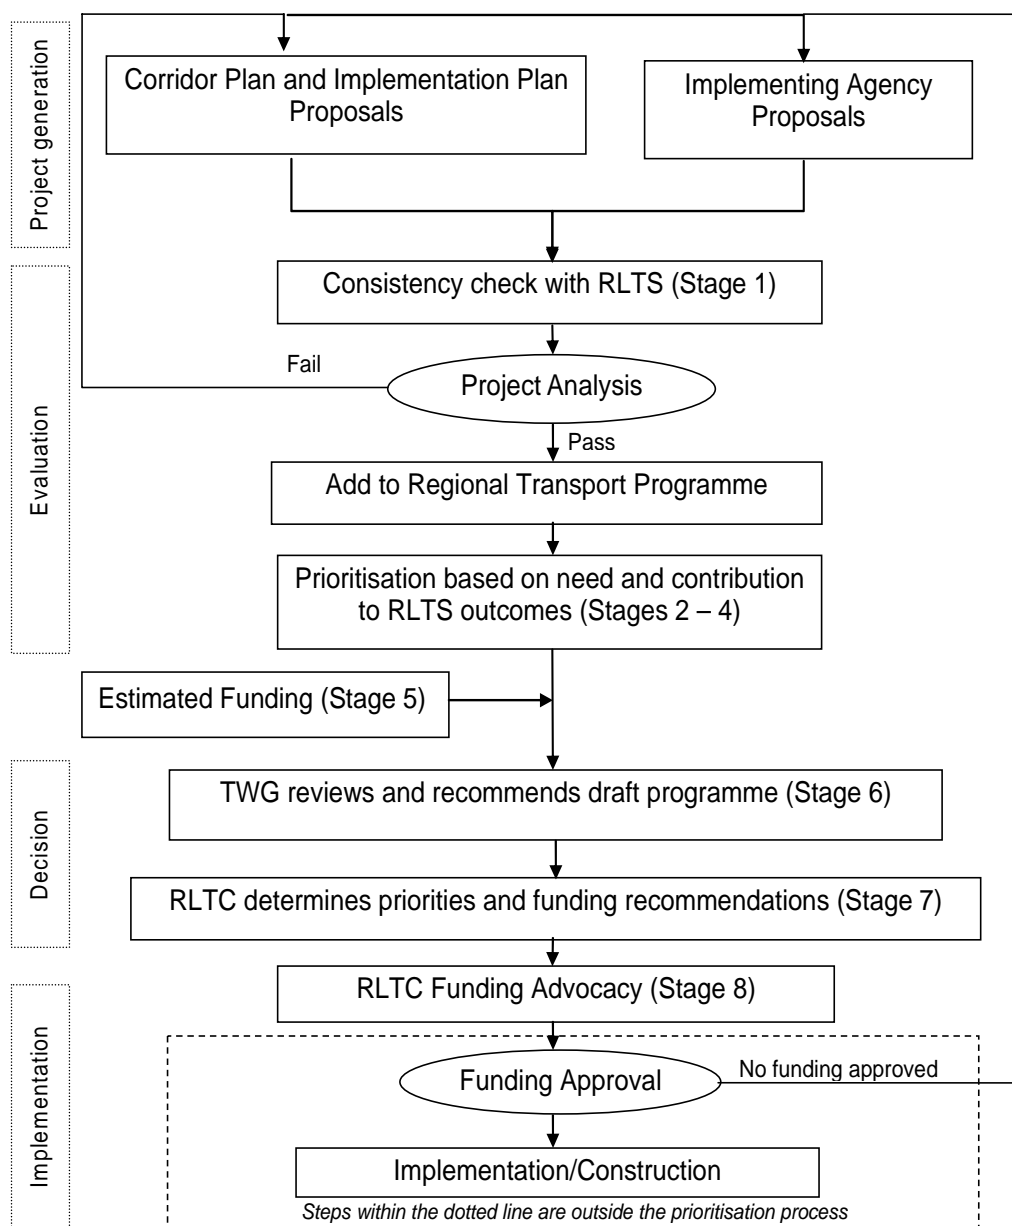 Project generation
Corridor Plan and Implementation Plan
Proposals
Implementing Agency
Proposals
Evaluation
Consistency check with RLTS (Stage 1)
Fail
Project Analysis
Pass
Add to Regional Transport Programme
Prioritisation based on need and contribution
to RLTS outcomes (Stages 2 – 4)
Estimated Funding (Stage 5)
Decision
TWG reviews and recommends draft programme (Stage 6)
RLTC determines priorities and funding recommendations (Stage 7)
Implementation
RLTC Funding Advocacy (Stage 8)
Funding Approval
No funding approved
Implementation/Construction
Steps within the dotted line are outside the prioritisation process